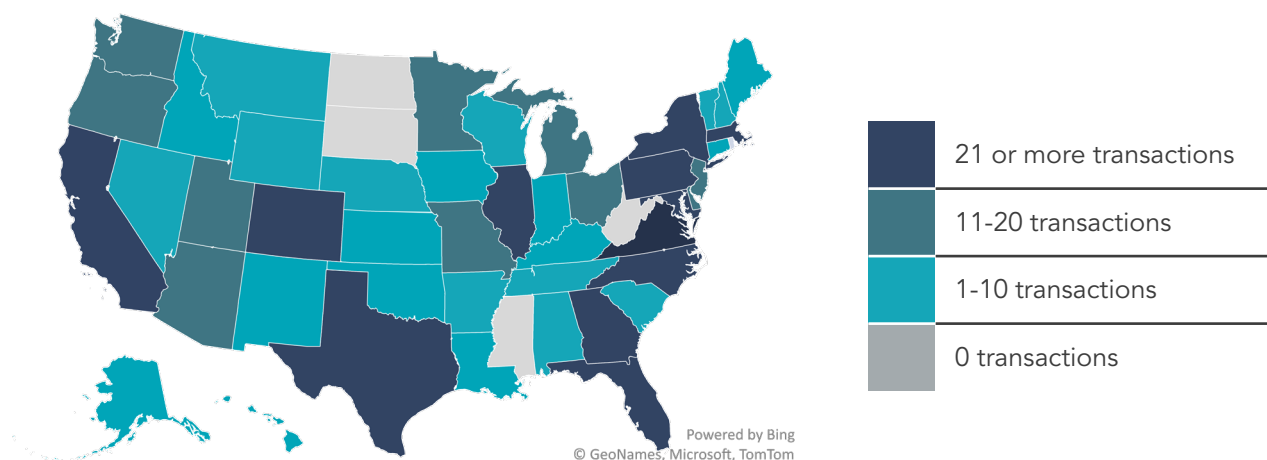 21 or more transactions
11-20 transactions
1-10 transactions
0 transactions
Powered by Bing
© GeoNames, Microsoft, TomTom